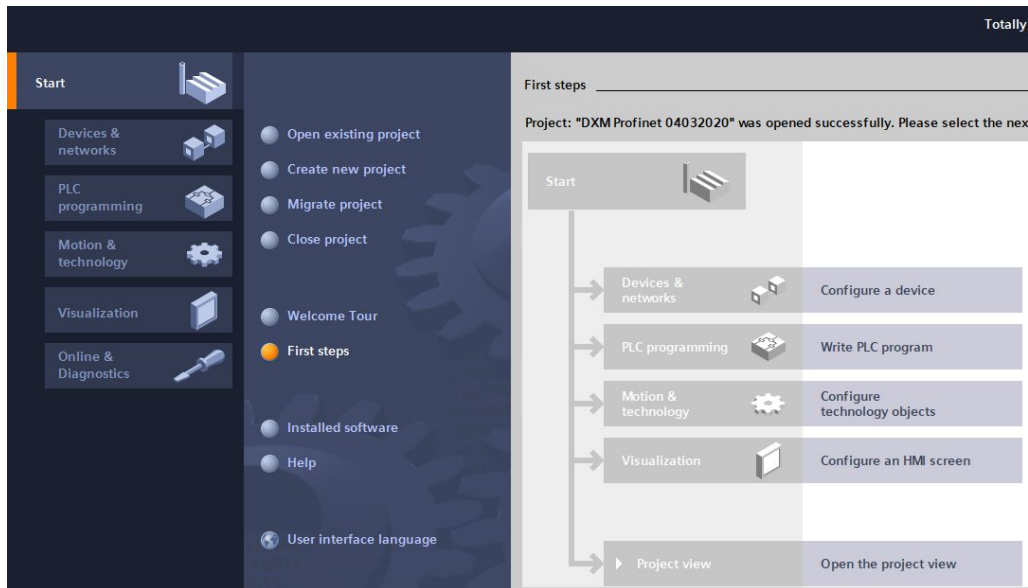 Totally
Start
Devices &
networks
PLC
programming
Motion &
technology
Visualization
Online &
Diagnostics
Open existing project
Create new project
Migrate project
Close project
Welcome Tour
First steps
Installed software
Help
User interface language
First steps
Project: "DXM Profinet 04032020" was opened successfully. Please select the nex
Start
Devices &
networks
Configure a device
PLC programming
Write PLC program
Motion &
technology
Configure
technology objects
Visualization
Configure an HMI screen
Project view
Open the project view